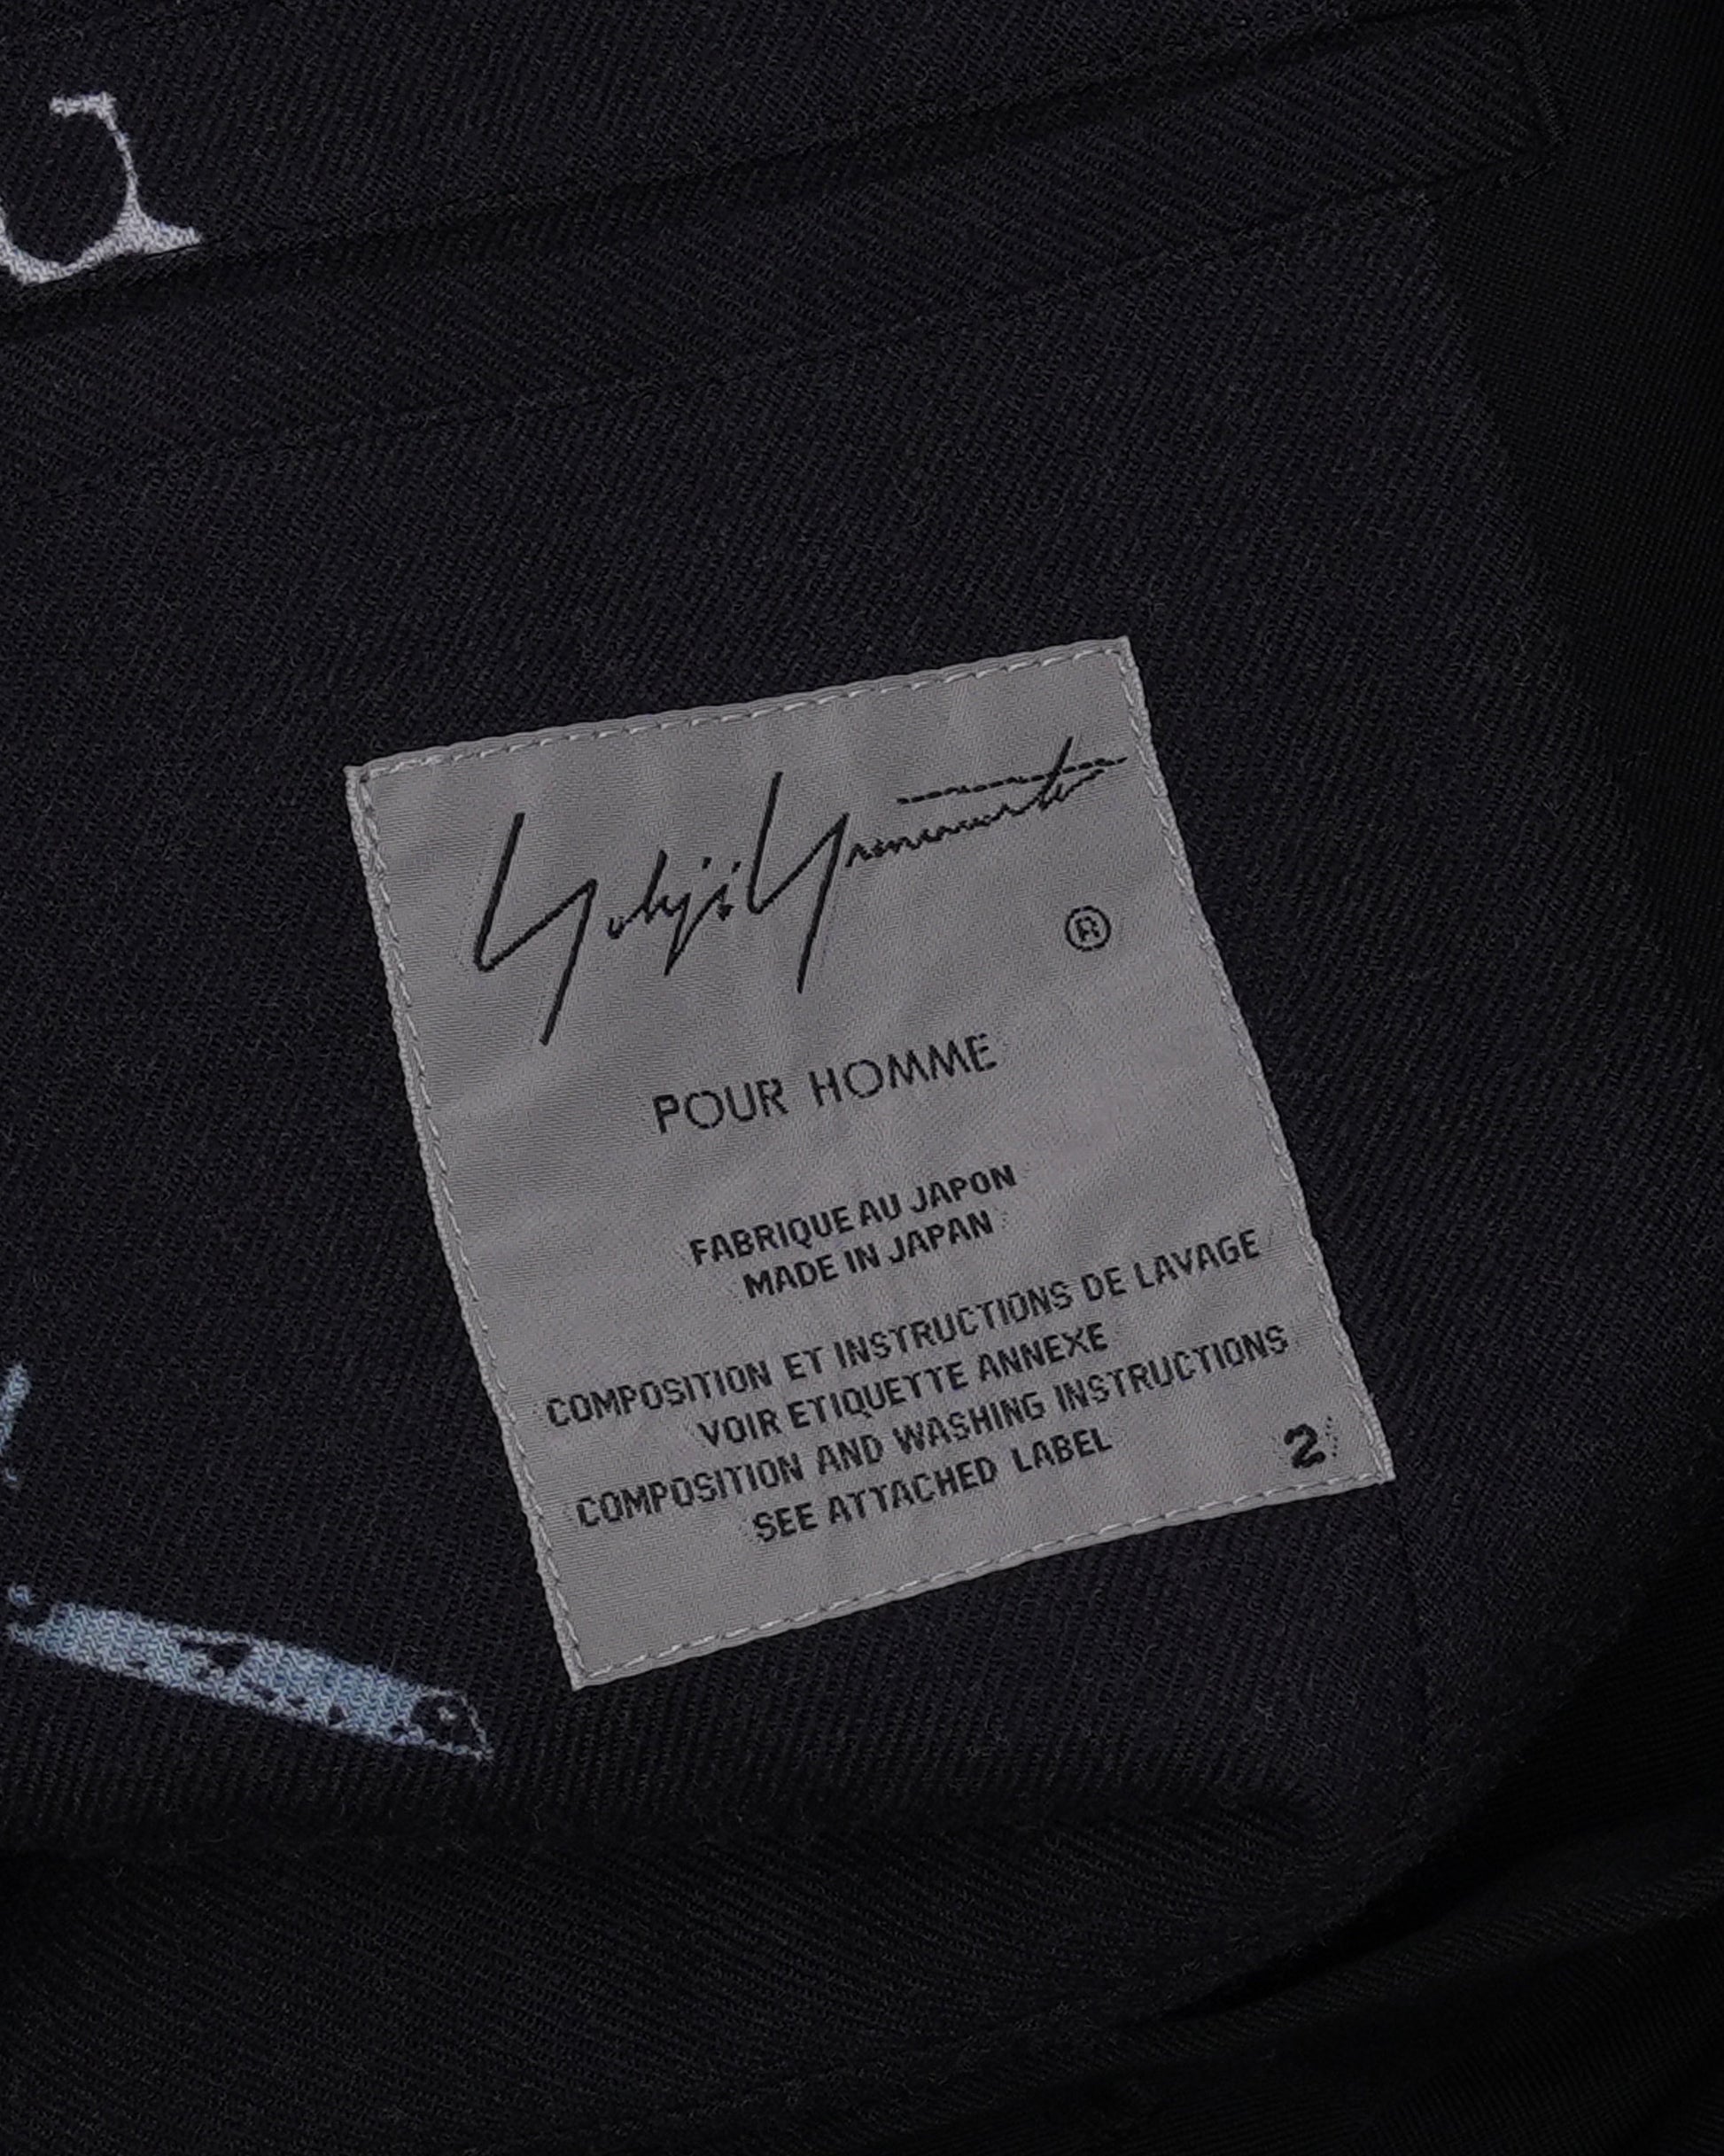 a
Yohji Yamamoto
®
POUR HOMME
FABRIQUE AU JAPON
MADE IN JAPAN
COMPOSITION ET INSTRUCTIONS DE LAVAGE
VOIR ETIQUETTE ANNEXE
COMPOSITION AND WASHING INSTRUCTIONS
SEE ATTACHED LABEL
2